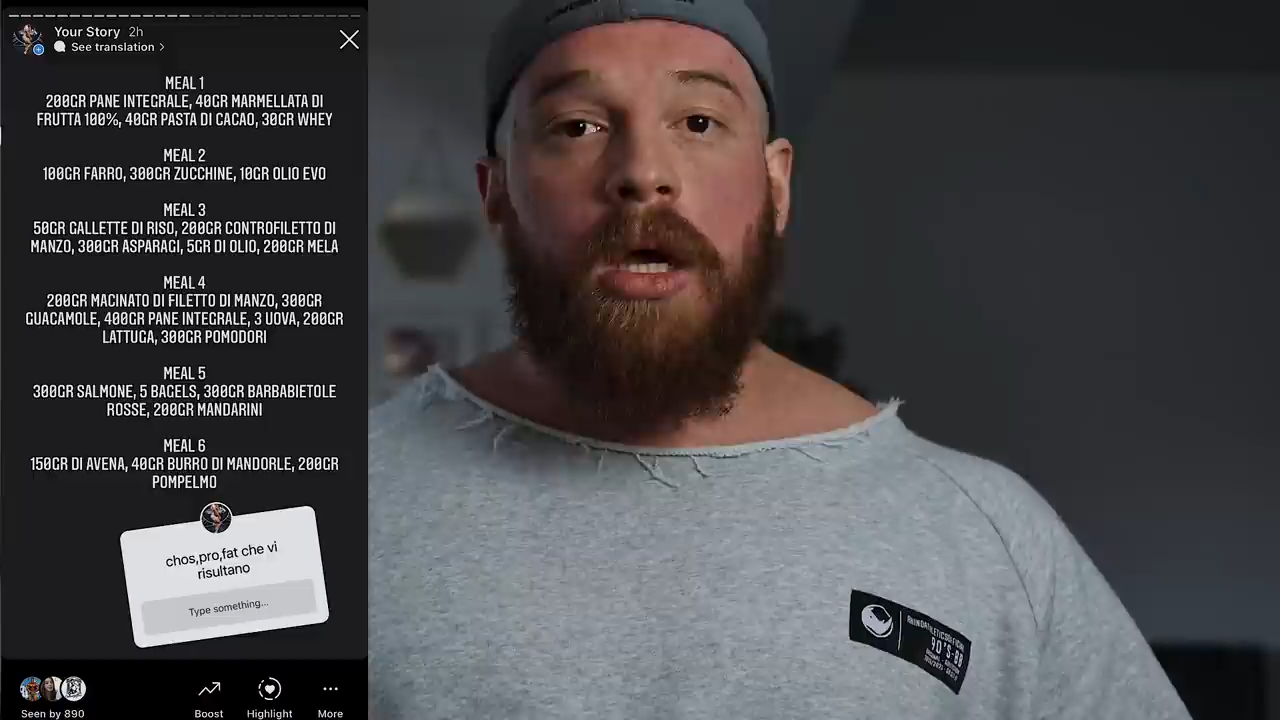 Your Story 2h
See translation >
MEAL 1
200GR PANE INTEGRALE, 40GR MARMELLATA DI
FRUTTA 100%, 40GR PASTA DI CACAO, 30GR WHEY
MEAL 2
100GR FARRO, 300GR ZUCCHINE, 10GR OLIO EVO
MEAL 3
50GR GALLETTE DI RISO, 200GR CONTROFILETTO DI
MANZO, 300GR ASPARAGI, 5GR DI OLIO, 200GR MELA
MEAL 4
200GR MACINATO DI FILETTO DI MANZO, 300GR
GUACAMOLE, 400GR PANE INTEGRALE, 3 UOVA, 200GR
LATTUGA, 300GR POMODORI
MEAL 5
300GR SALMONE, 5 BAGELS, 300GR BARBABIETOLE
ROSSE, 200GR MANDARINI
MEAL 6
150GR DI AVENA, 40GR BURRO DI MANDORLE, 200GR
POMPELMO
chos,pro,fat che vi
risultano
Type something...
Seen by 890
Boost
Highlight
More
90'S-BB